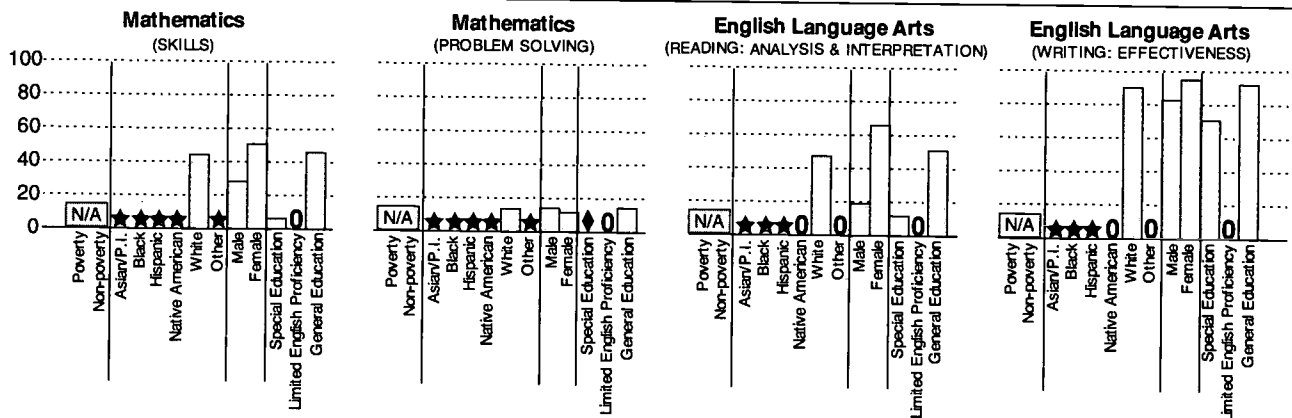 Mathematics
(SKILLS)
100
80
60
40
20
0
N/A
0
Poverty
Non-poverty
Asian/P.I.
Black
Hispanic
Native American
White
Other
Male
Female
Special Education
Limited English Proficiency
General Education
Mathematics
(PROBLEM SOLVING)
N/A
0
Poverty
Non-poverty
Asian/P.I.
Black
Hispanic
Native American
White
Other
Male
Female
Special Education
Limited English Proficiency
General Education
English Language Arts
(READING: ANALYSIS & INTERPRETATION)
N/A
0
0
0
Poverty
Non-poverty
Asian/P.I.
Black
Hispanic
Native American
White
Other
Male
Female
Special Education
Limited English Proficiency
General Education
English Language Arts
(WRITING: EFFECTIVENESS)
N/A
0
0
0
Poverty
Non-poverty
Asian/P.I.
Black
Hispanic
Native American
White
Other
Male
Female
Special Education
Limited English Proficiency
General Education